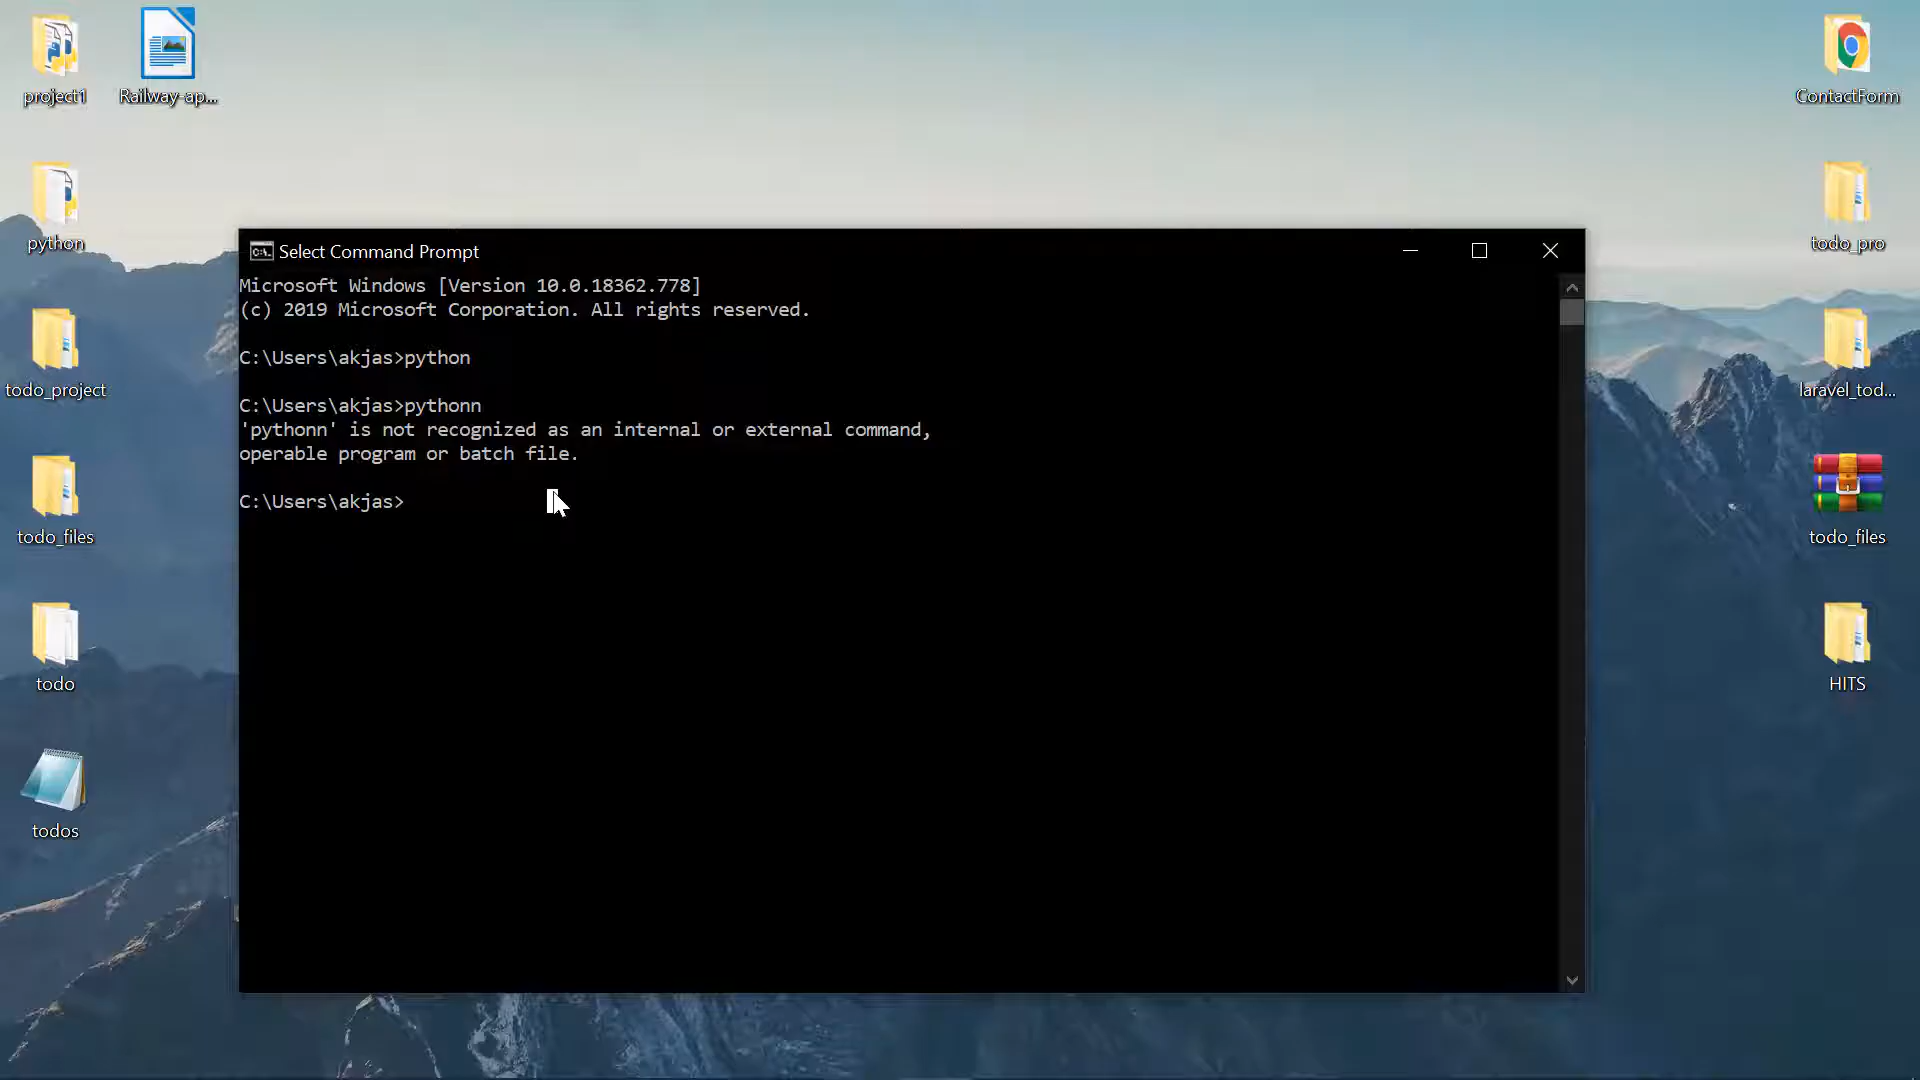 project1
Railway-ap...
ContactForm
python
todo_pro
Select Command Prompt
Microsoft Windows [Version 10.0.18362.778]
(c) 2019 Microsoft Corporation. All rights reserved.
C:\Users\akjas>python
C:\Users\akjas>pythonn
'pythonn' is not recognized as an internal or external command,
operable program or batch file.
C:\Users\akjas>
todo_project
laravel_tod...
todo_files
todo_files
todo
HITS
todos